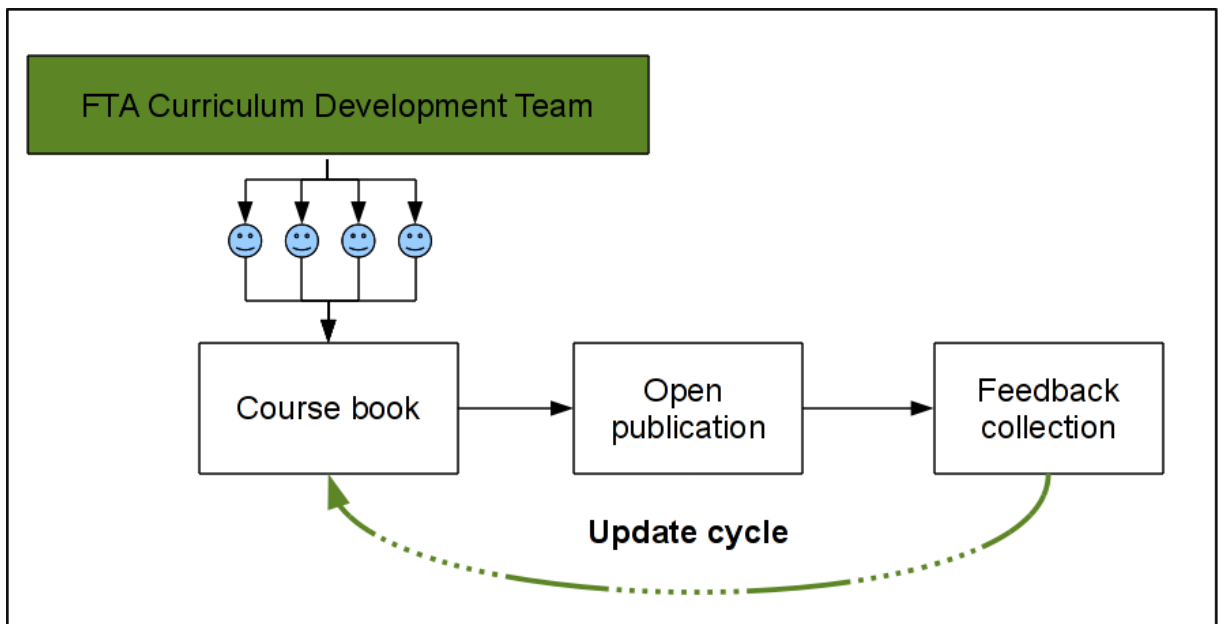 FTA Curriculum Development Team
Course book
Open
publication
Feedback
collection
Update cycle